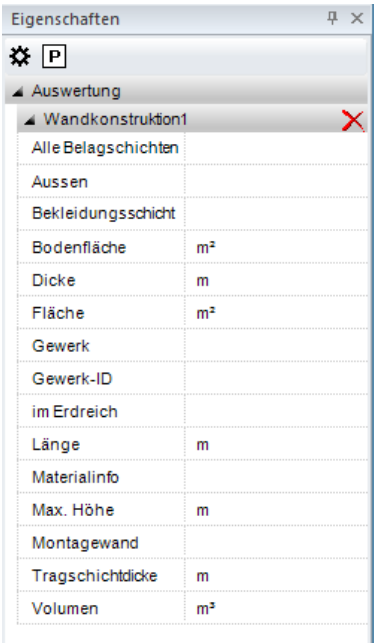 Eigenschaften
P
Auswertung
Wandkonstruktion1
Alle Belagschichten
Aussen
Bekleidungsschicht
Bodenfläche m²
Dicke m
Fläche m²
Gewerk
Gewerk-ID
im Erdreich
Länge m
Materialinfo
Max. Höhe m
Montagewand
Tragschichtdicke m
Volumen m³